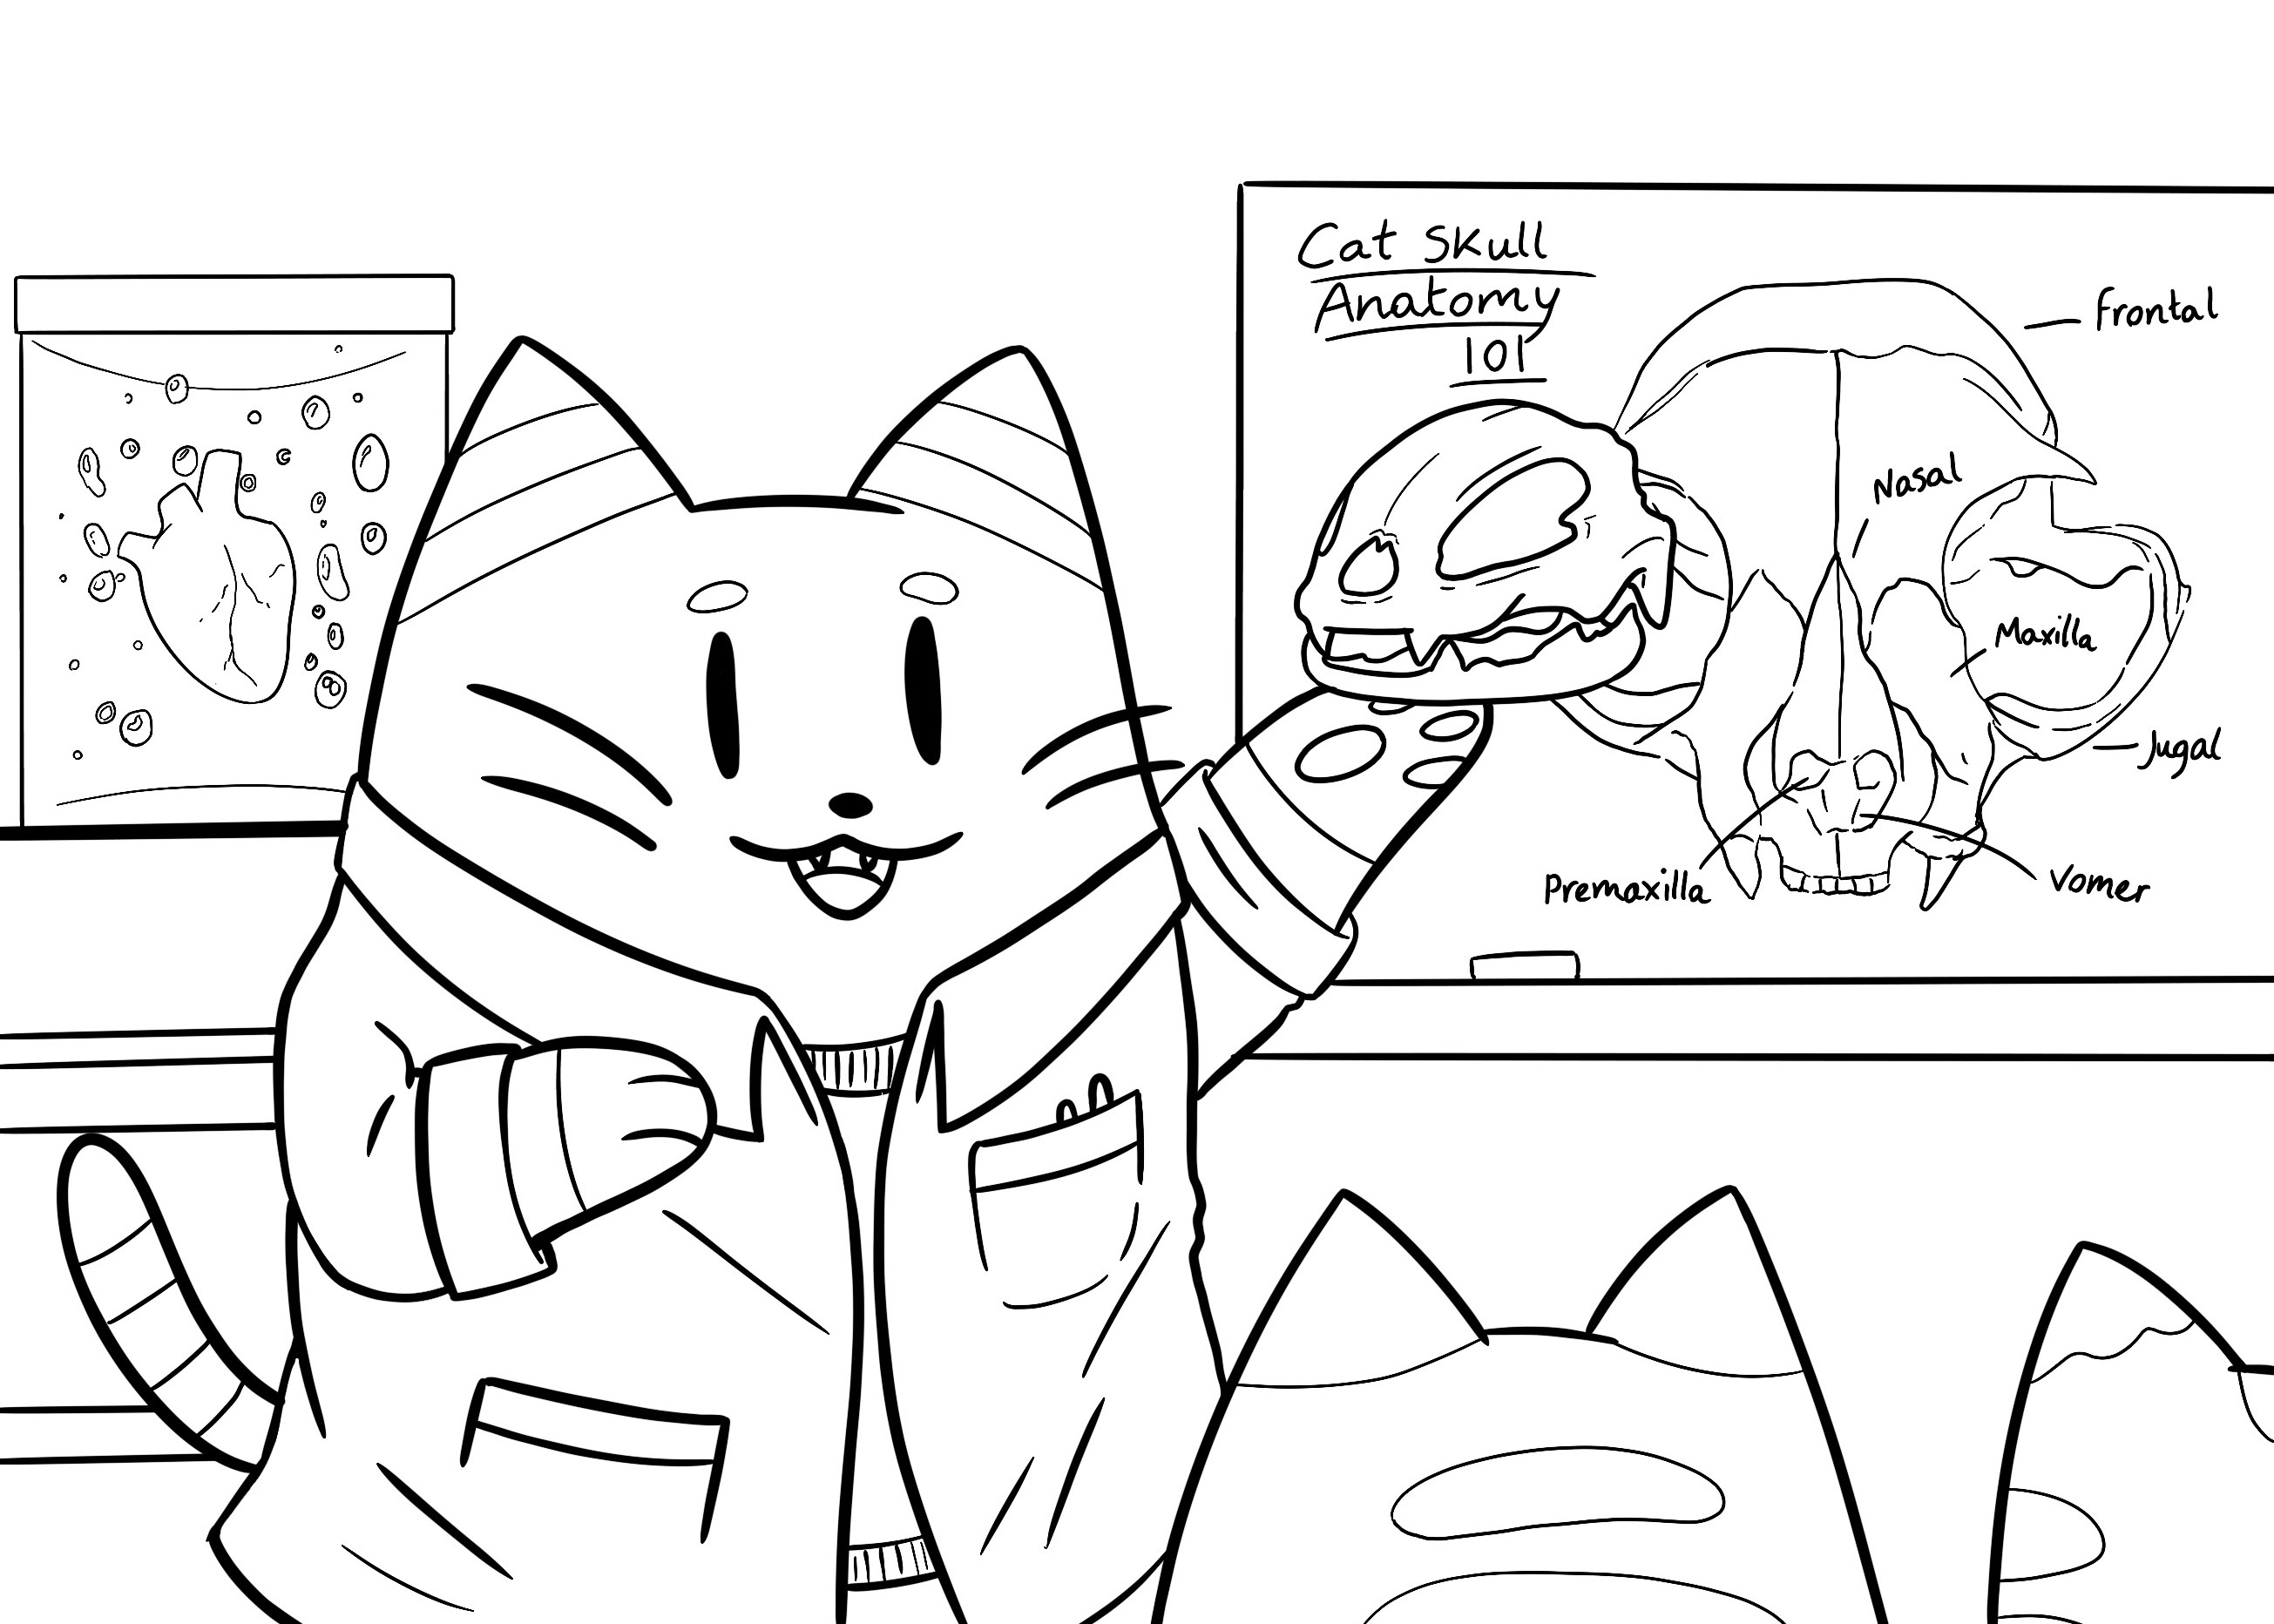 Cat Skull
Anatomy
101
Frontal
Nasal
Maxilla
Jugal
Premaxilla
Vomer